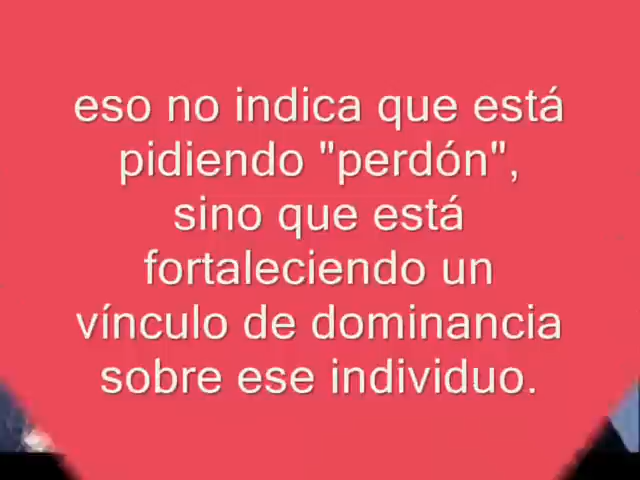 eso no indica que está
pidiendo "perdón",
sino que está
fortaleciendo un
vínculo de dominancia
sobre ese individuo.